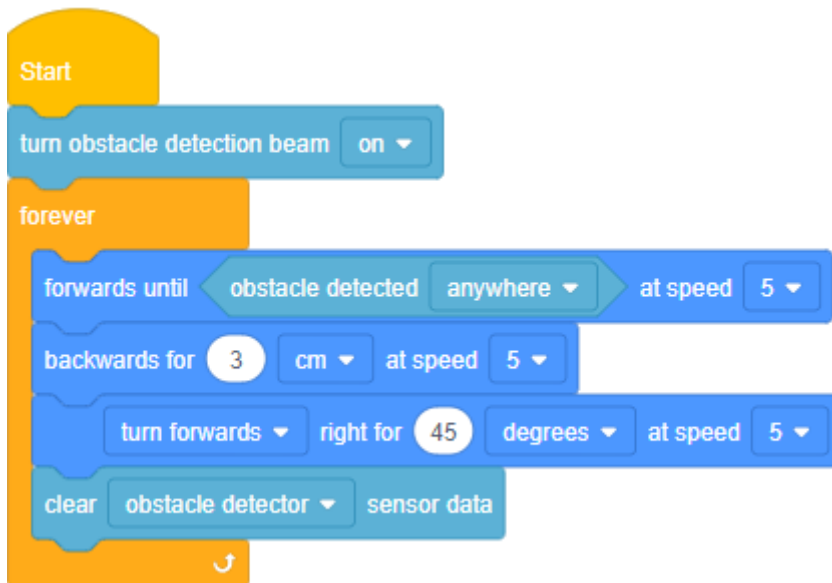 Start
turn obstacle detection beam on
forever
forwards until obstacle detected anywhere at speed 5
backwards for 3 cm at speed 5
turn forwards right for 45 degrees at speed 5
clear obstacle detector sensor data